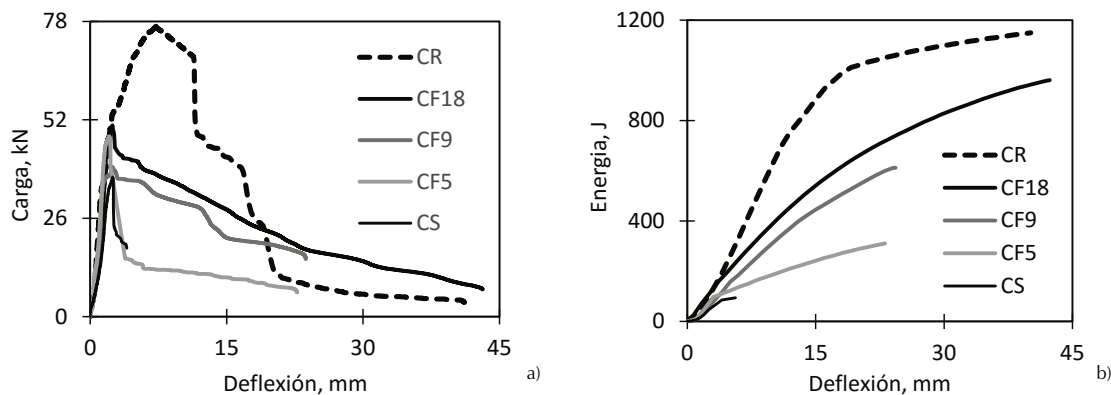 78
52
26
0
Carga, kN
CR
CF18
CF9
CF5
CS
0 15 30 45
Deflexión, mm
a)
1200
800
400
0
Energia, J
CR
CF18
CF9
CF5
CS
0 15 30 45
Deflexión, mm
b)